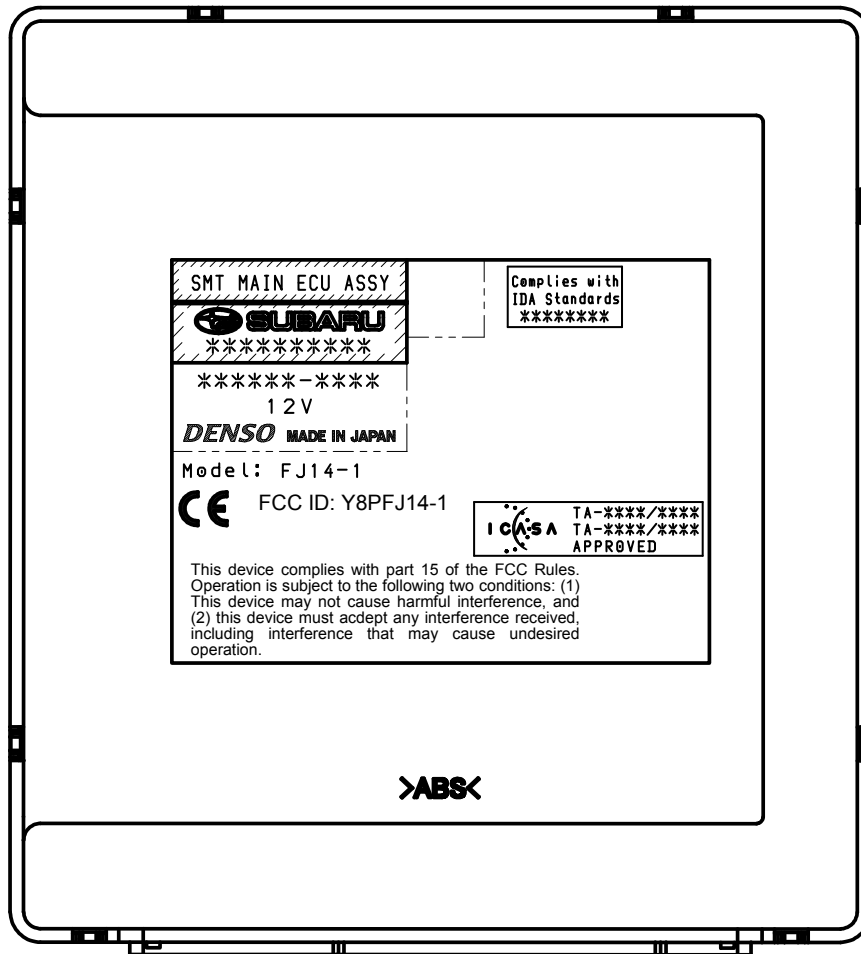 SMT MAIN ECU ASSY
SUBARU
**********
******-****
12V
DENSO MADE IN JAPAN
Model: FJ14-1
CE FCC ID: Y8PFJ14-1
Complies with
IDA Standards
********
ICASA
TA-****/****
TA-****/****
APPROVED
This device complies with part 15 of the FCC Rules.
Operation is subject to the following two conditions: (1)
This device may not cause harmful interference, and
(2) this device must acdept any interference received,
including interference that may cause undesired
operation.
>ABS<